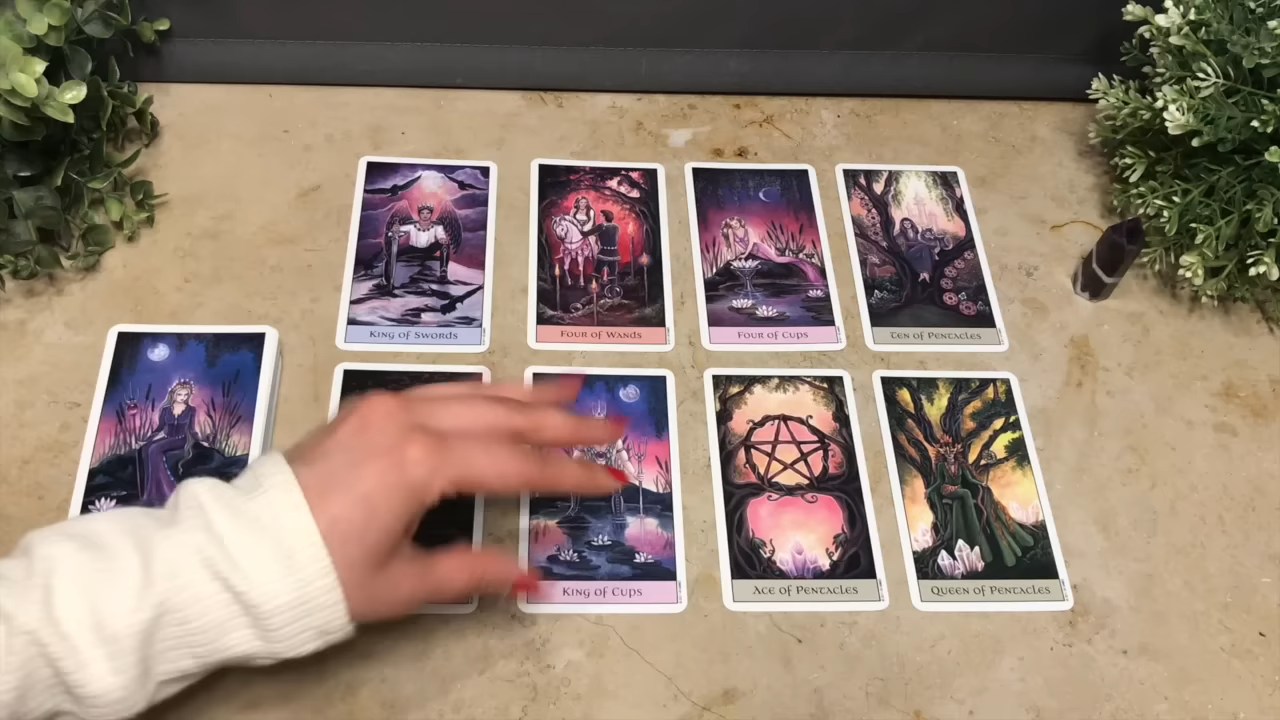 King of Swords
Four of Wands
Four of Cups
Ten of Pentacles
King of Cups
Ace of Pentacles
Queen of Pentacles